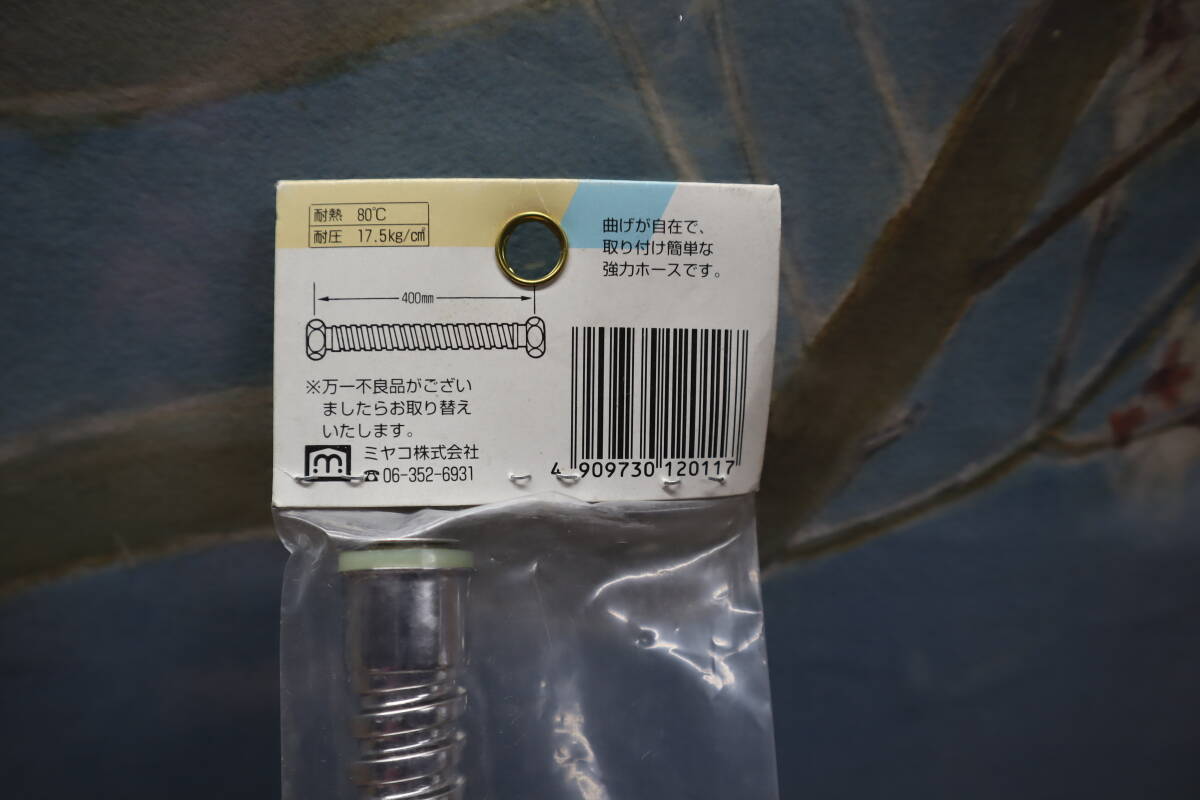 耐熱 80℃
耐圧 17.5kg/c㎡
曲げが自在で、
取り付け簡単な
強力ホースです。
400mm
※万一不良品がござい
ましたらお取り替え
いたします。
m
ミヤコ株式会社
☎06-352-6931
4 909730 120117